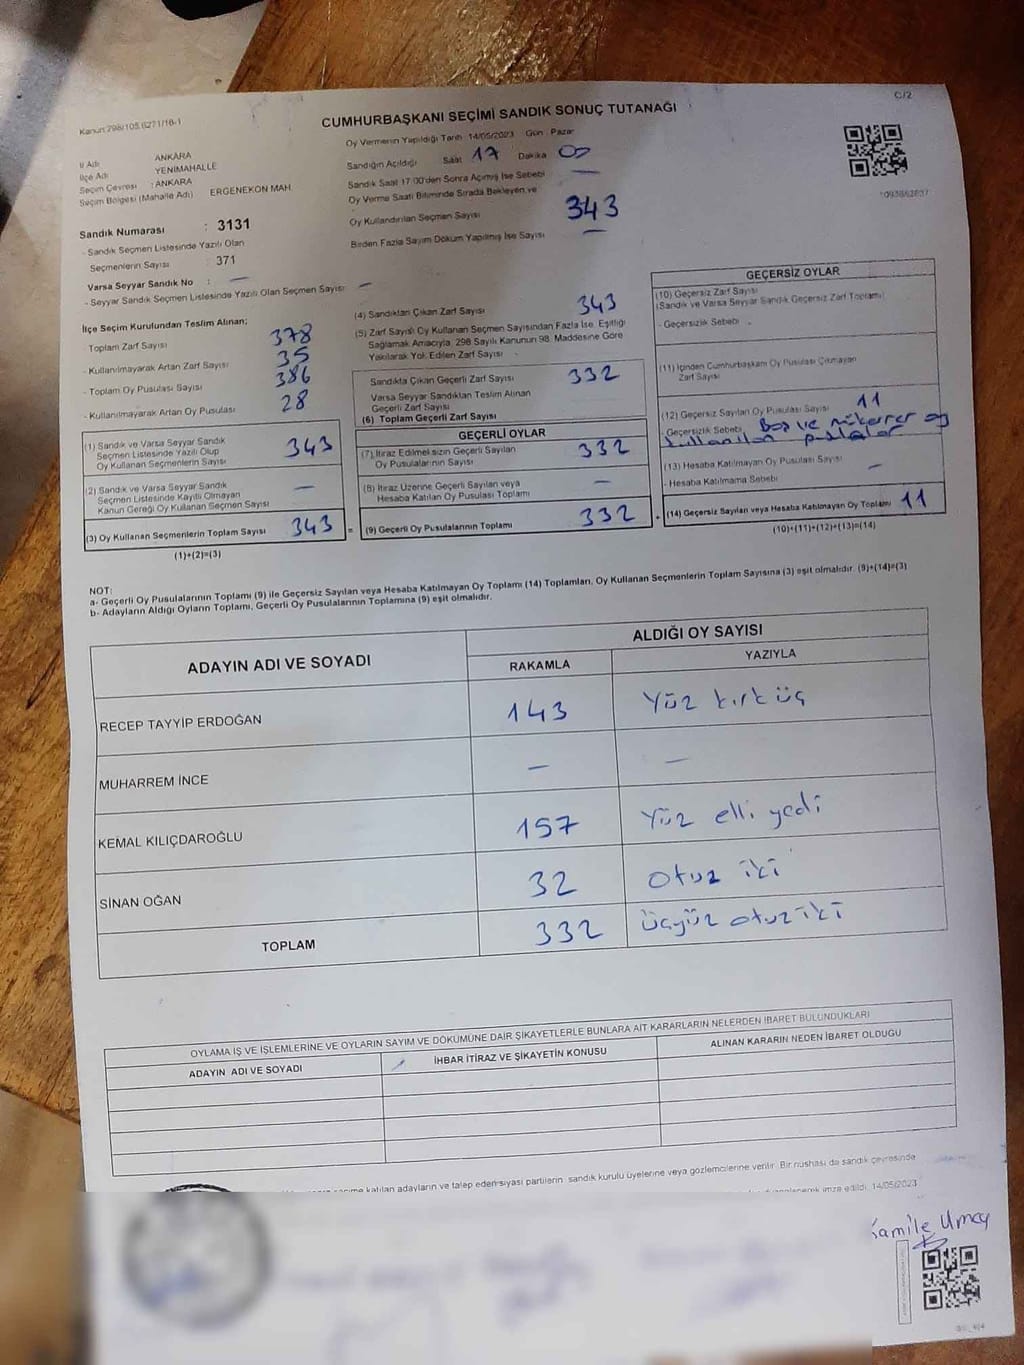 C/2
Kanun:298/105,6271/16-1
CUMHURBAŞKANI SEÇİMİ SANDIK SONUÇ TUTANAĞI
İl Adı ANKARA
İlçe Adı YENİMAHALLE
Seçim Çevresi : ANKARA
Seçim Bölgesi (Mahalle Adı) ERGENEKON MAH.
Sandık Numarası : 3131
- Sandık Seçmen Listesinde Yazılı Olan
Seçmenlerin Sayısı : 371
Varsa Seyyar Sandık No : —
- Seyyar Sandık Seçmen Listesinde Yazılı Olan Seçmen Sayısı: —
Oy Vermenin Yapıldığı Tarih 14/05/2023 Gün Pazar
Sandığın Açıldığı Saat 17 Dakika 00
Sandık Saat 17:00'den Sonra Açılmış İse Sebebi —
Oy Verme Saati Bitiminde Sırada Bekleyen ve
Oy Kullandırılan Seçmen Sayısı 343
Birden Fazla Sayım Döküm Yapılmış İse Sayısı —
İlçe Seçim Kurulundan Teslim Alınan;
Toplam Zarf Sayısı 378
- Kullanılmayarak Artan Zarf Sayısı 35
- Toplam Oy Pusulası Sayısı 386
- Kullanılmayarak Artan Oy Pusulası 28
(1) Sandık ve Varsa Seyyar Sandık
Seçmen Listesinde Yazılı Olup
Oy Kullanan Seçmenlerin Sayısı 343
(2) Sandık ve Varsa Seyyar Sandık
Seçmen Listesinde Kayıtlı Olmayan
Kanun Gereği Oy Kullanan Seçmen Sayısı —
(3) Oy Kullanan Seçmenlerin Toplam Sayısı 343 =
(1)+(2)=(3)
(4) Sandıktan Çıkan Zarf Sayısı 343
(5) Zarf Sayısı Oy Kullanan Seçmen Sayısından Fazla İse, Eşitliği
Sağlamak Amacıyla, 298 Sayılı Kanunun 98. Maddesine Göre
Yakılarak Yok Edilen Zarf Sayısı
Sandıkta Çıkan Geçerli Zarf Sayısı 332
Varsa Seyyar Sandıktan Teslim Alınan
Geçerli Zarf Sayısı
(6) Toplam Geçerli Zarf Sayısı
GEÇERLİ OYLAR
(7) İtiraz Edilmeksizin Geçerli Sayılan
Oy Pusulalarının Sayısı 332
(8) İtiraz Üzerine Geçerli Sayılan veya
Hesaba Katılan Oy Pusulası Toplamı —
(9) Geçerli Oy Pusulalarının Toplamı 332 +
GEÇERSİZ OYLAR
(10) Geçersiz Zarf Sayısı
(Sandık ve Varsa Seyyar Sandık Geçersiz Zarf Toplamı)
- Geçersizlik Sebebi
(11) İçinden Cumhurbaşkanı Oy Pusulası Çıkmayan
Zarf Sayısı
(12) Geçersiz Sayılan Oy Pusulası Sayısı 11
- Geçersizlik Sebebi Boş ve mükerrer oy
kullanılan pusulalar
(13) Hesaba Katılmayan Oy Pusulası Sayısı —
- Hesaba Katılmama Sebebi
(14) Geçersiz Sayılan veya Hesaba Katılmayan Oy Toplamı 11
(10)+(11)+(12)+(13)=(14)
NOT:
a- Geçerli Oy Pusulalarının Toplamı (9) ile Geçersiz Sayılan veya Hesaba Katılmayan Oy Toplamı (14) Toplamları, Oy Kullanan Seçmenlerin Toplam Sayısına (3) eşit olmalıdır. (9)+(14)=(3)
b- Adayların Aldığı Oyların Toplamı, Geçerli Oy Pusulalarının Toplamına (9) eşit olmalıdır.
ADAYIN ADI VE SOYADI ALDIĞI OY SAYISI
RAKAMLA YAZIYLA
RECEP TAYYİP ERDOĞAN 143 Yüz kırk üç
MUHARREM İNCE — —
KEMAL KILIÇDAROĞLU 157 Yüz elli yedi
SİNAN OĞAN 32 Otuz iki
TOPLAM 332 üçyüz otuz iki
OYLAMA İŞ VE İŞLEMLERİNE VE OYLARIN SAYIM VE DÖKÜMÜNE DAİR ŞİKAYETLERLE BUNLARA AİT KARARLARIN NELERDEN İBARET BULUNDUKLARI
ADAYIN ADI VE SOYADI İHBAR İTİRAZ VE ŞİKAYETİN KONUSU ALINAN KARARIN NEDEN İBARET OLDUĞU
katılan adayların ve talep eden siyasi partilerin sandık kurulu üyelerine veya gözlemcilerine verilir. Bir nüshası da sandık çevresinde
imza edildi. 14/05/2023
Kamile